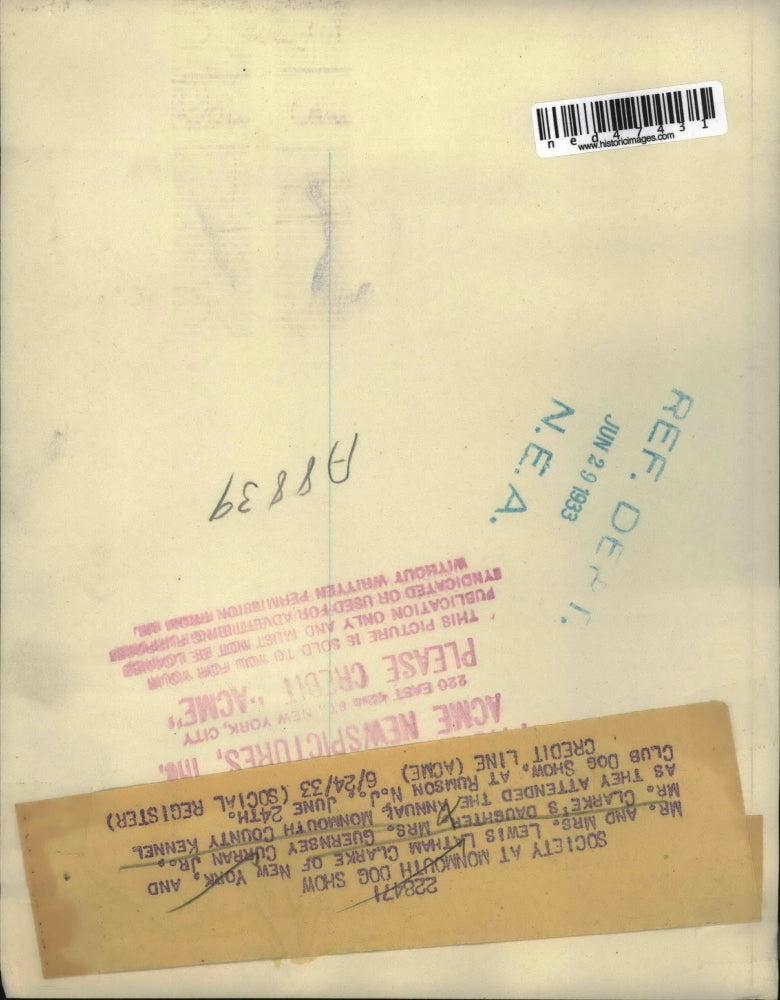 ned47431
www.historicimages.com
REF. DEPT.
JUN 29 1933
N.E.A.
A8839
ACME NEWSPICTURES, INC.
220 EAST 42ND ST., NEW YORK, CITY
PLEASE CREDIT "ACME"
THIS PICTURE IS SOLD TO YOU FOR YOUR
PUBLICATION ONLY AND MUST NOT BE LOANED
SYNDICATED OR USED FOR ADVERTISING PURPOSES
WITHOUT WRITTEN PERMISSION FROM US.
228471
SOCIETY AT MONMOUTH DOG SHOW
MR. AND MRS. LEWIS LATHAM CLARKE OF NEW YORK, AND
MR. CLARKE'S DAUGHTER, MRS. GUERNSEY CURRAN JR.,
AS THEY ATTENDED THE ANNUAL MONMOUTH COUNTY KENNEL
CLUB DOG SHOW. AT RUMSON N.J., JUNE 24TH.
CREDIT LINE (ACME) 6/24/33 (SOCIAL REGISTER)